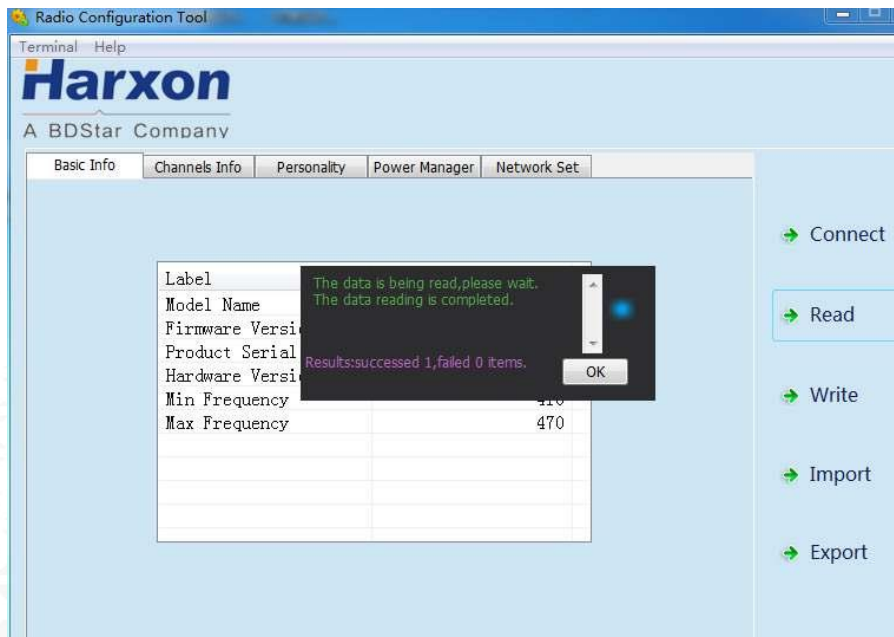 Radio Configuration Tool
Terminal Help
Harxon
A BDStar Company
Basic Info Channels Info Personality Power Manager Network Set
Connect
Read
Write
Import
Export
Label
Model Name
Firmware Versi
Product Serial
Hardware Versi
Min Frequency
Max Frequency 470
The data is being read,please wait.
The data reading is completed.
Results:successed 1,failed 0 items.
OK